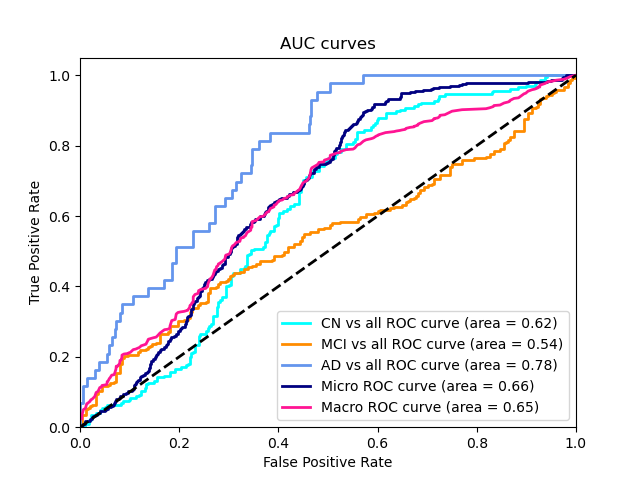 AUC curves
True Positive Rate
1.0
0.8
0.6
0.4
0.2
0.0
CN vs all ROC curve (area = 0.62)
MCI vs all ROC curve (area = 0.54)
AD vs all ROC curve (area = 0.78)
Micro ROC curve (area = 0.66)
Macro ROC curve (area = 0.65)
0.0 0.2 0.4 0.6 0.8 1.0
False Positive Rate